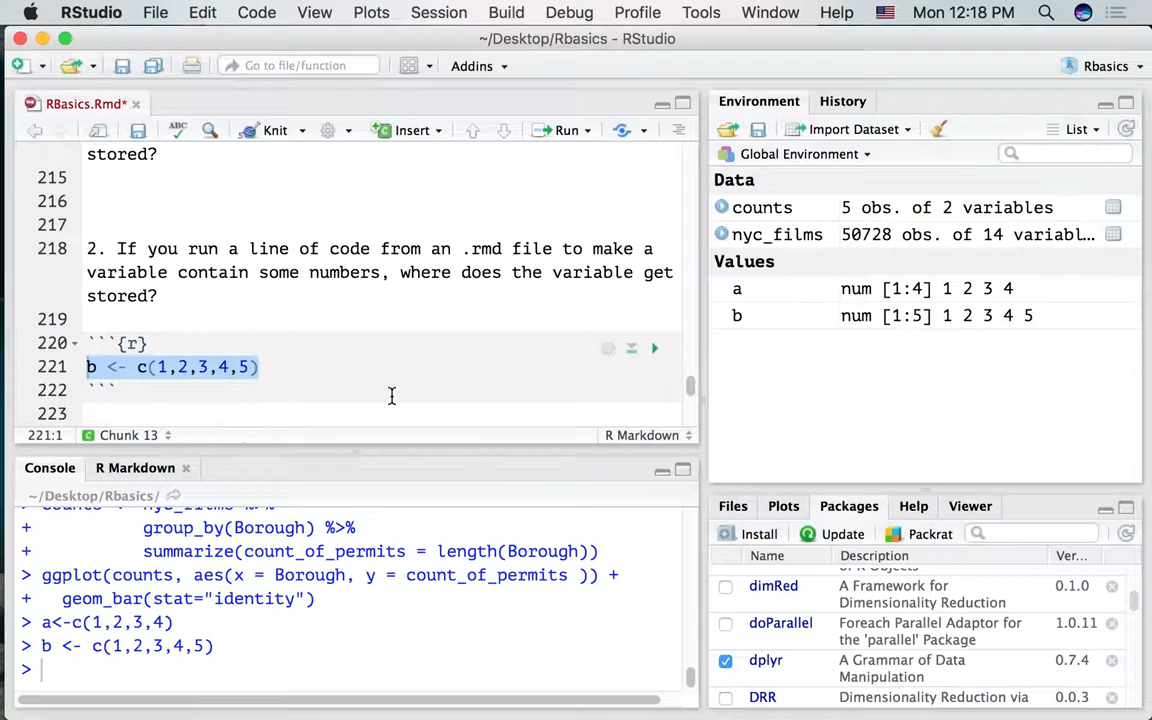 RStudio File Edit Code View Plots Session Build Debug Profile Tools Window Help Mon 12:18 PM
~/Desktop/Rbasics - RStudio
Go to file/function Addins Rbasics
RBasics.Rmd*
ABC Knit Insert Run
stored?
215
216
217
218 2. If you run a line of code from an .rmd file to make a
variable contain some numbers, where does the variable get
stored?
219
220 ```{r}
221 b <- c(1,2,3,4,5)
222 ```
223
221:1 C Chunk 13 R Markdown
Console R Markdown
~/Desktop/Rbasics/
+ group_by(Borough) %>%
+ summarize(count_of_permits = length(Borough))
> ggplot(counts, aes(x = Borough, y = count_of_permits )) +
+ geom_bar(stat="identity")
> a<-c(1,2,3,4)
> b <- c(1,2,3,4,5)
>
Environment History
Import Dataset List
Global Environment
Data
counts 5 obs. of 2 variables
nyc_films 50728 obs. of 14 variabl...
Values
a num [1:4] 1 2 3 4
b num [1:5] 1 2 3 4 5
Files Plots Packages Help Viewer
Install Update Packrat
Name Description Ver...
of R Objects
dimRed A Framework for 0.1.0
Dimensionality Reduction
doParallel Foreach Parallel Adaptor for 1.0.11
the 'parallel' Package
dplyr A Grammar of Data 0.7.4
Manipulation
DRR Dimensionality Reduction via 0.0.3